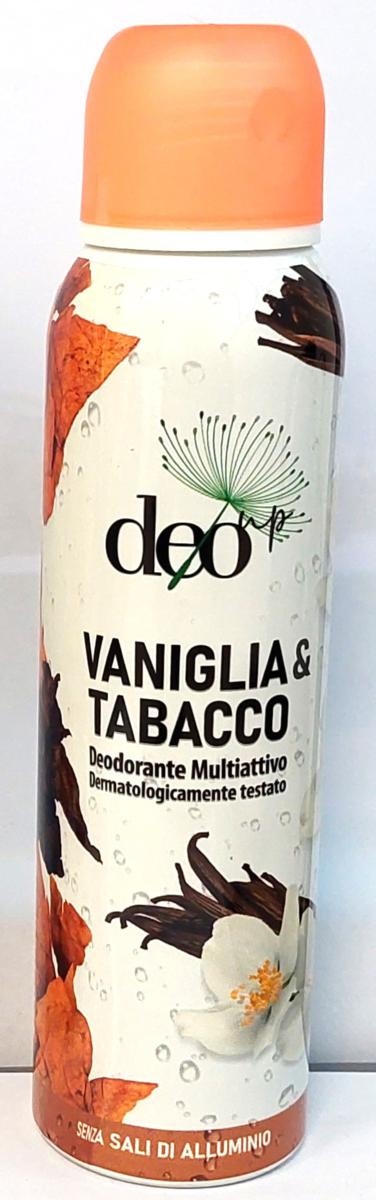 deo up
VANIGLIA &
TABACCO
Deodorante Multiattivo
Dermatologicamente testato
SENZA SALI DI ALLUMINIO